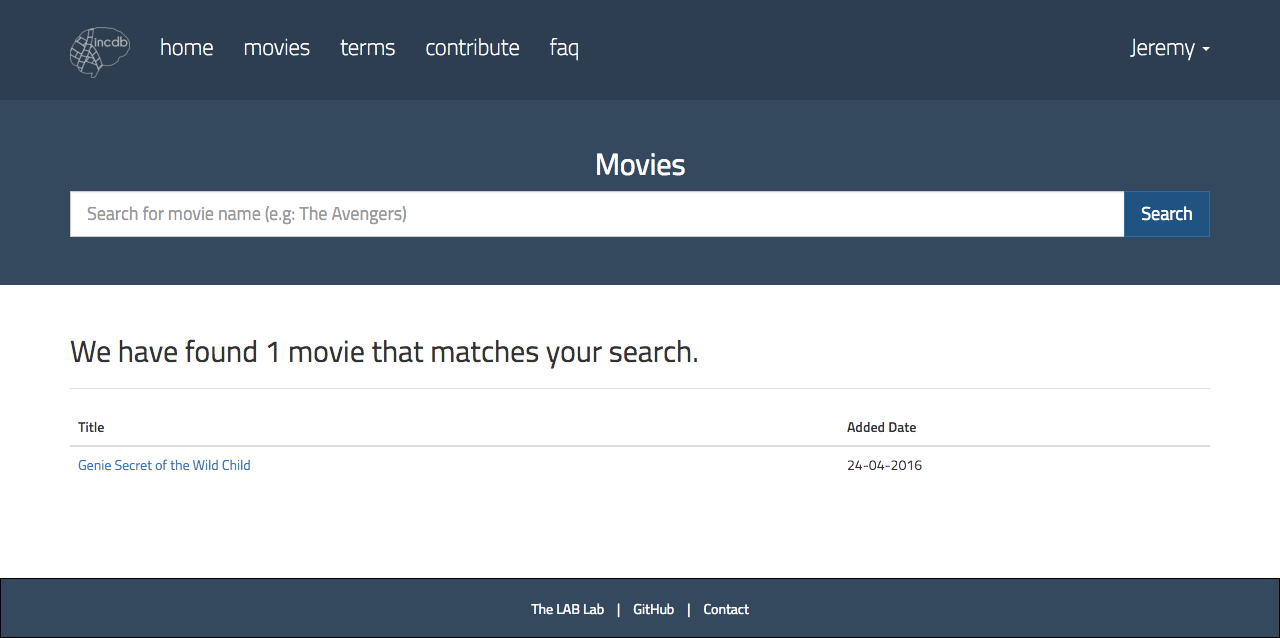 incdb home movies terms contribute faq Jeremy
Movies
Search for movie name (e.g: The Avengers) Search
We have found 1 movie that matches your search.
Title Added Date
Genie Secret of the Wild Child 24-04-2016
The LAB Lab | GitHub | Contact